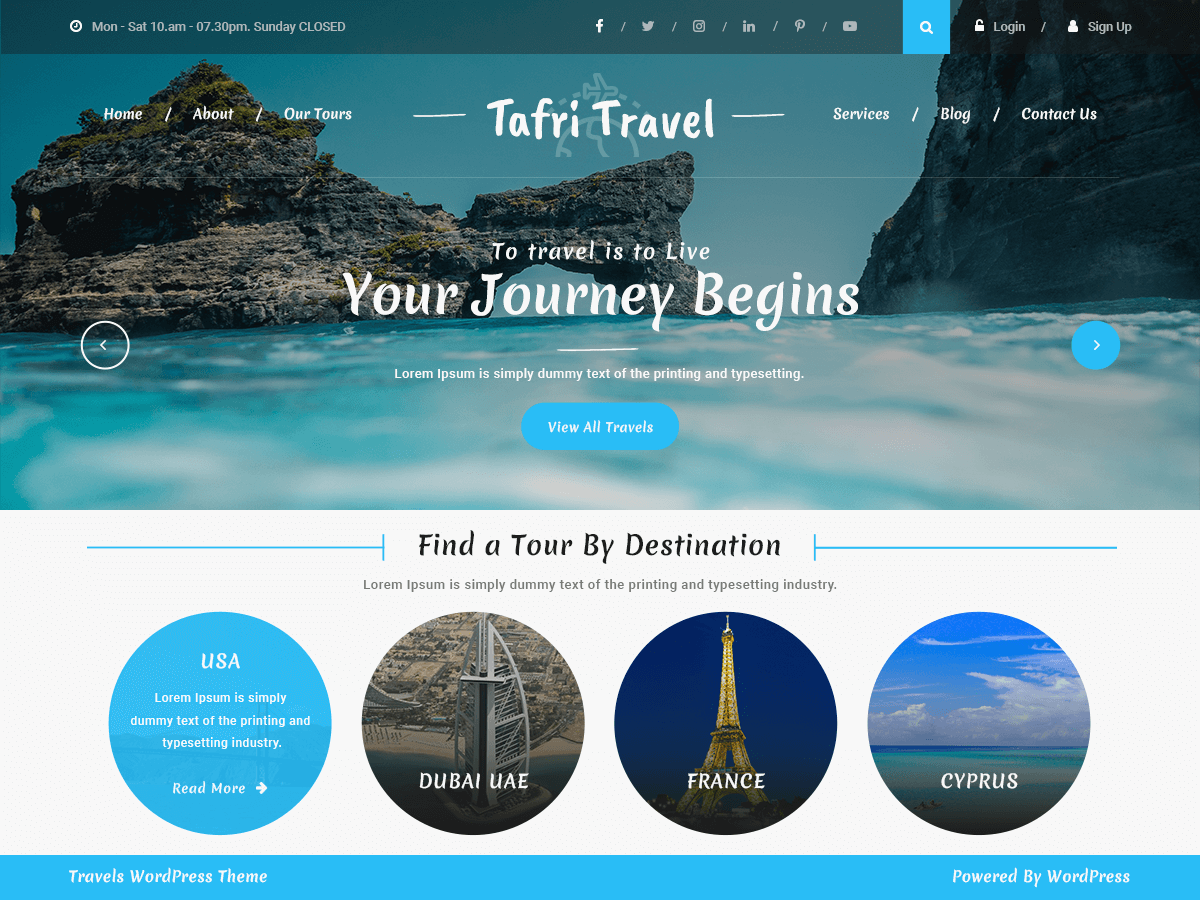 Mon - Sat 10.am - 07.30pm. Sunday CLOSED / / / / / Login / Sign Up
Home / About / Our Tours Tafri Travel Services / Blog / Contact Us
To travel is to Live
Your Journey Begins
Lorem Ipsum is simply dummy text of the printing and typesetting.
View All Travels
Find a Tour By Destination
Lorem Ipsum is simply dummy text of the printing and typesetting industry.
USA
Lorem Ipsum is simply
dummy text of the printing and
typesetting industry.
Read More
DUBAI UAE
FRANCE
CYPRUS
Travels WordPress Theme Powered By WordPress